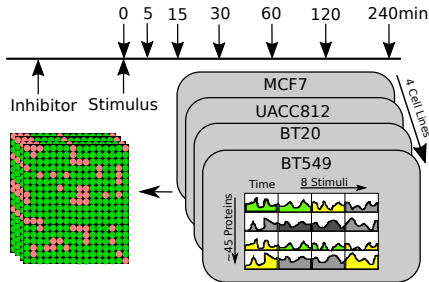 0 5 15 30 60 120 240min
Inhibitor Stimulus
MCF7
UACC812
BT20
BT549
4 Cell Lines
Time 8 Stimuli
~45 Proteins